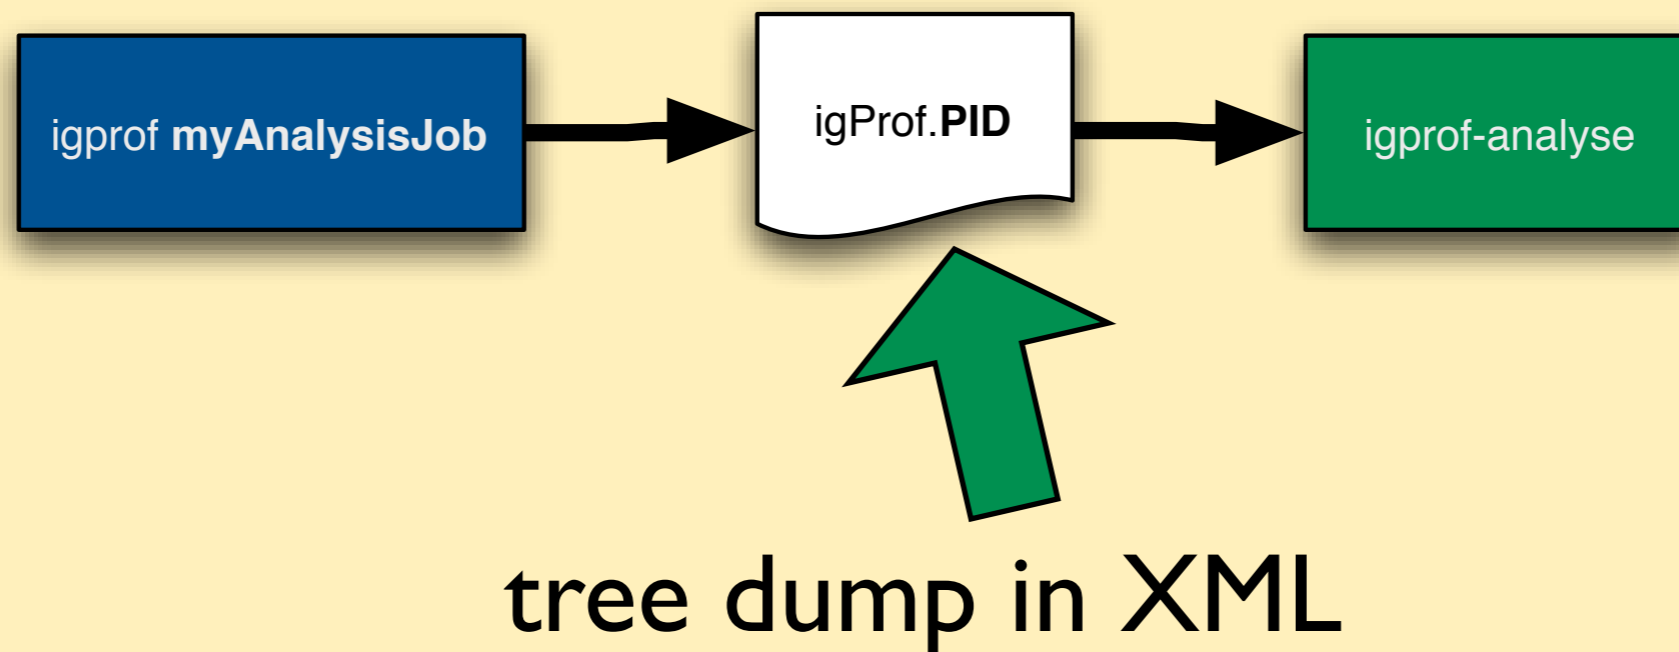 igprof myAnalysisJob
igProf.PID
igprof-analyse
tree dump in XML